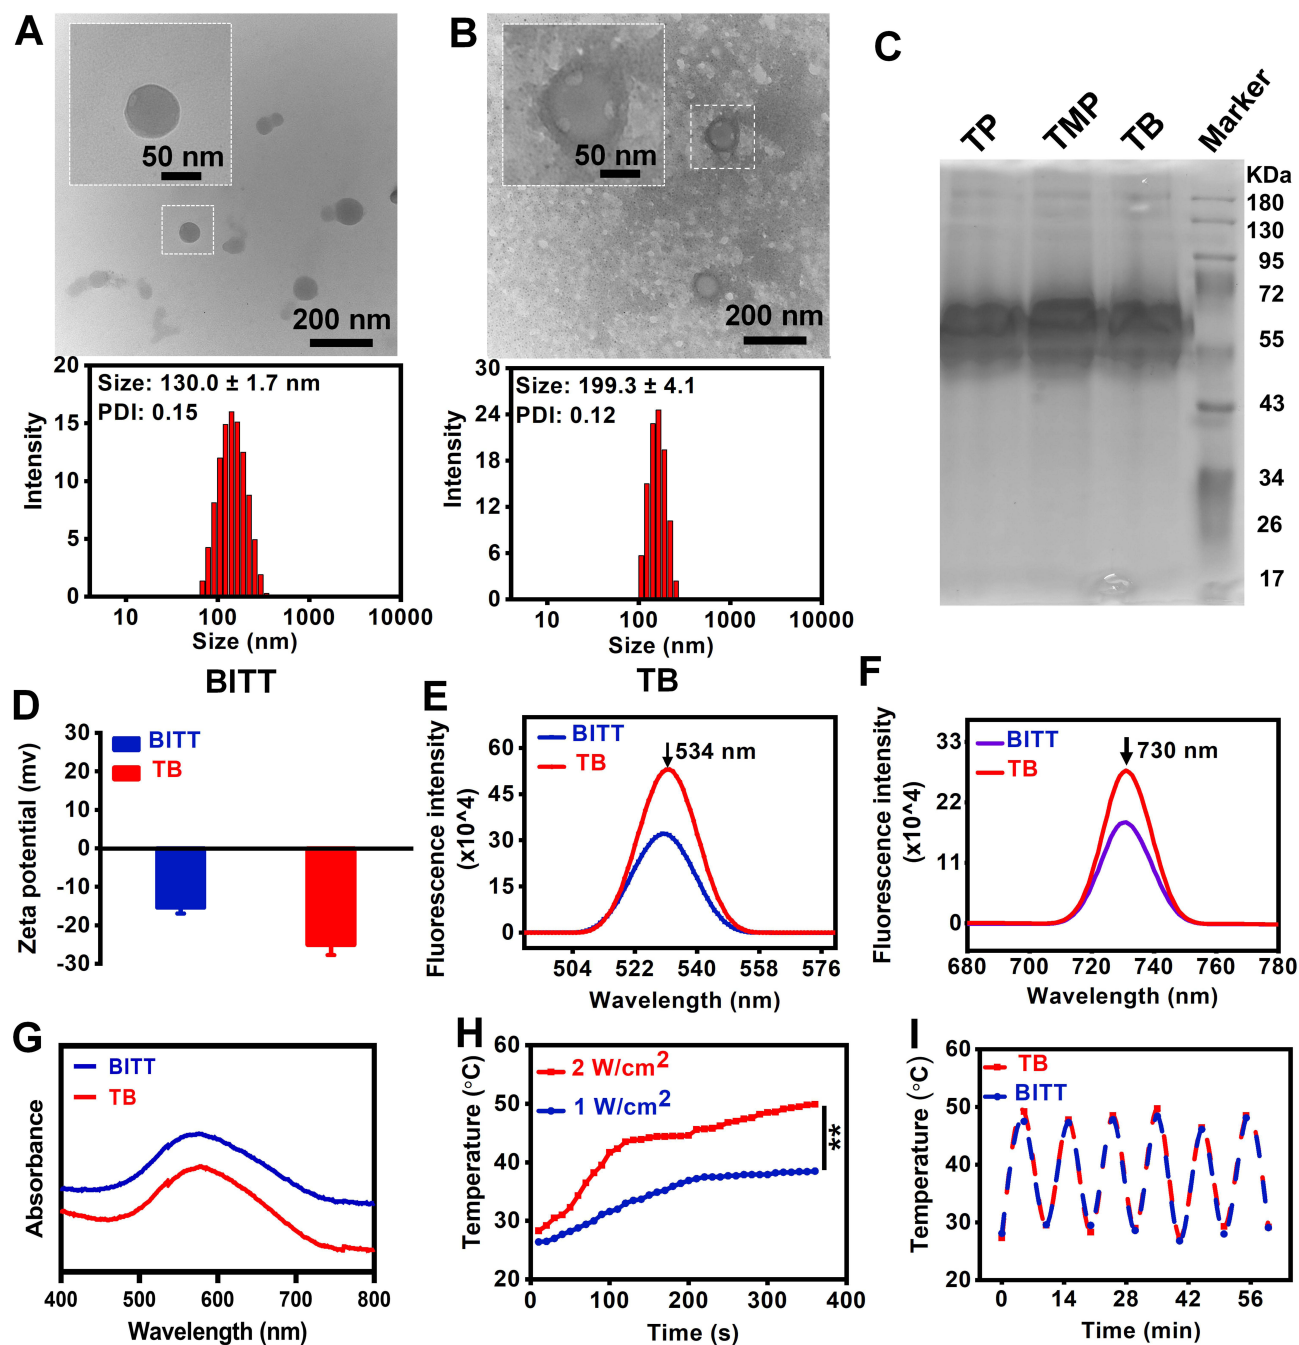 A
50 nm
200 nm
B
50 nm
200 nm
C
TP
TMP
TB
Marker
KDa
180
130
95
72
55
43
34
26
17
20
15
10
5
0
Intensity
Size: 130.0 ± 1.7 nm
PDI: 0.15
10
100
1000
10000
Size (nm)
BITT
30
24
18
12
6
0
Intensity
Size: 199.3 ± 4.1
PDI: 0.12
10
100
1000
10000
Size (nm)
TB
D
30
20
10
0
-10
-20
-30
Zeta potential (mv)
BITT
TB
E
Fluorescence intensity
(x10^4)
60
45
30
15
0
BITT
TB
534 nm
504
522
540
558
576
Wavelength (nm)
F
Fluorescence intensity
(x10^4)
33
22
11
0
BITT
TB
730 nm
680
700
720
740
760
780
Wavelength (nm)
G
Absorbance
BITT
TB
400
500
600
700
800
Wavelength (nm)
H
Temperature (°C)
60
50
40
30
20
2 W/cm²
1 W/cm²
**
0
100
200
300
400
Time (s)
I
Temperature (°C)
60
50
40
30
20
TB
BITT
0
14
28
42
56
Time (min)